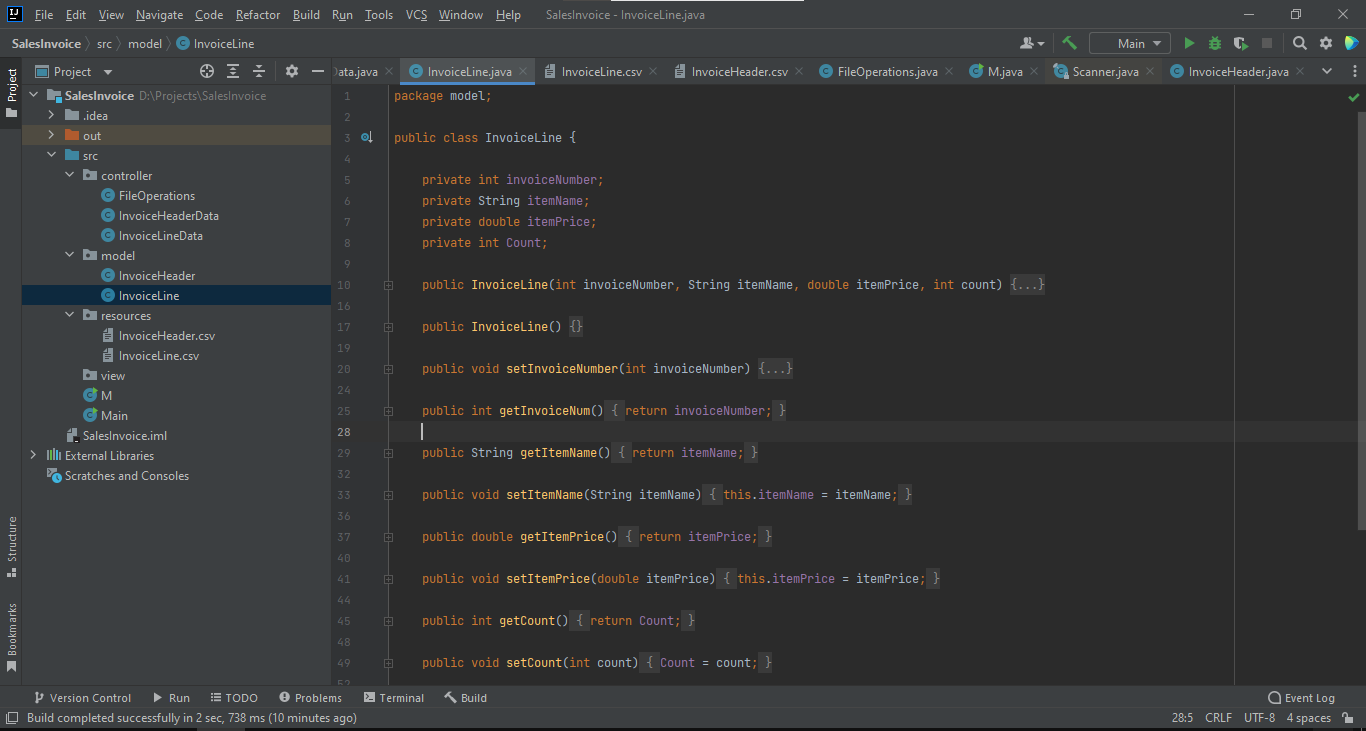 IJ File Edit View Navigate Code Refactor Build Run Tools VCS Window Help SalesInvoice - InvoiceLine.java
SalesInvoice src model InvoiceLine Main
Project
Project
Data.java InvoiceLine.java InvoiceLine.csv InvoiceHeader.csv FileOperations.java M.java Scanner.java InvoiceHeader.java
SalesInvoice D:\Projects\SalesInvoice
.idea
out
src
controller
FileOperations
InvoiceHeaderData
InvoiceLineData
model
InvoiceHeader
InvoiceLine
resources
InvoiceHeader.csv
InvoiceLine.csv
view
M
Main
SalesInvoice.iml
External Libraries
Scratches and Consoles
Structure
Bookmarks
1 package model;
2
3 public class InvoiceLine {
4
5 private int invoiceNumber;
6 private String itemName;
7 private double itemPrice;
8 private int Count;
9
10 public InvoiceLine(int invoiceNumber, String itemName, double itemPrice, int count) {...}
16
17 public InvoiceLine() {}
19
20 public void setInvoiceNumber(int invoiceNumber) {...}
24
25 public int getInvoiceNum() { return invoiceNumber; }
28
29 public String getItemName() { return itemName; }
32
33 public void setItemName(String itemName) { this.itemName = itemName; }
36
37 public double getItemPrice() { return itemPrice; }
40
41 public void setItemPrice(double itemPrice) { this.itemPrice = itemPrice; }
44
45 public int getCount() { return Count; }
48
49 public void setCount(int count) { Count = count; }
52
Version Control Run TODO Problems Terminal Build Event Log
Build completed successfully in 2 sec, 738 ms (10 minutes ago) 28:5 CRLF UTF-8 4 spaces